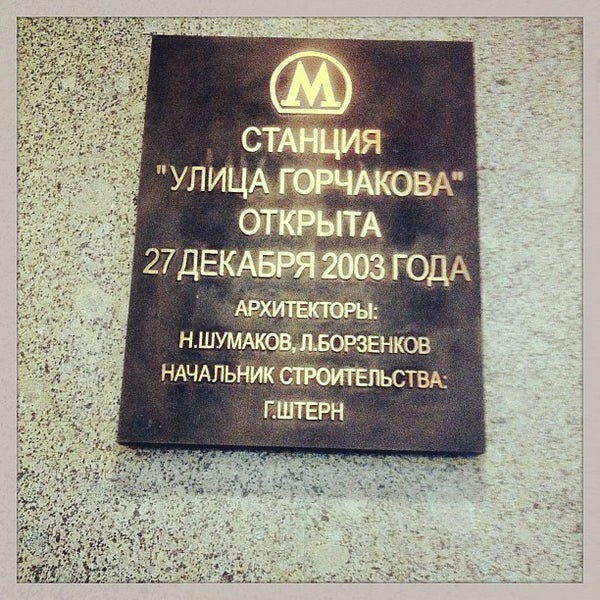 М
СТАНЦИЯ
"УЛИЦА ГОРЧАКОВА"
ОТКРЫТА
27 ДЕКАБРЯ 2003 ГОДА
АРХИТЕКТОРЫ:
Н.ШУМАКОВ, Л.БОРЗЕНКОВ
НАЧАЛЬНИК СТРОИТЕЛЬСТВА:
Г.ШТЕРН